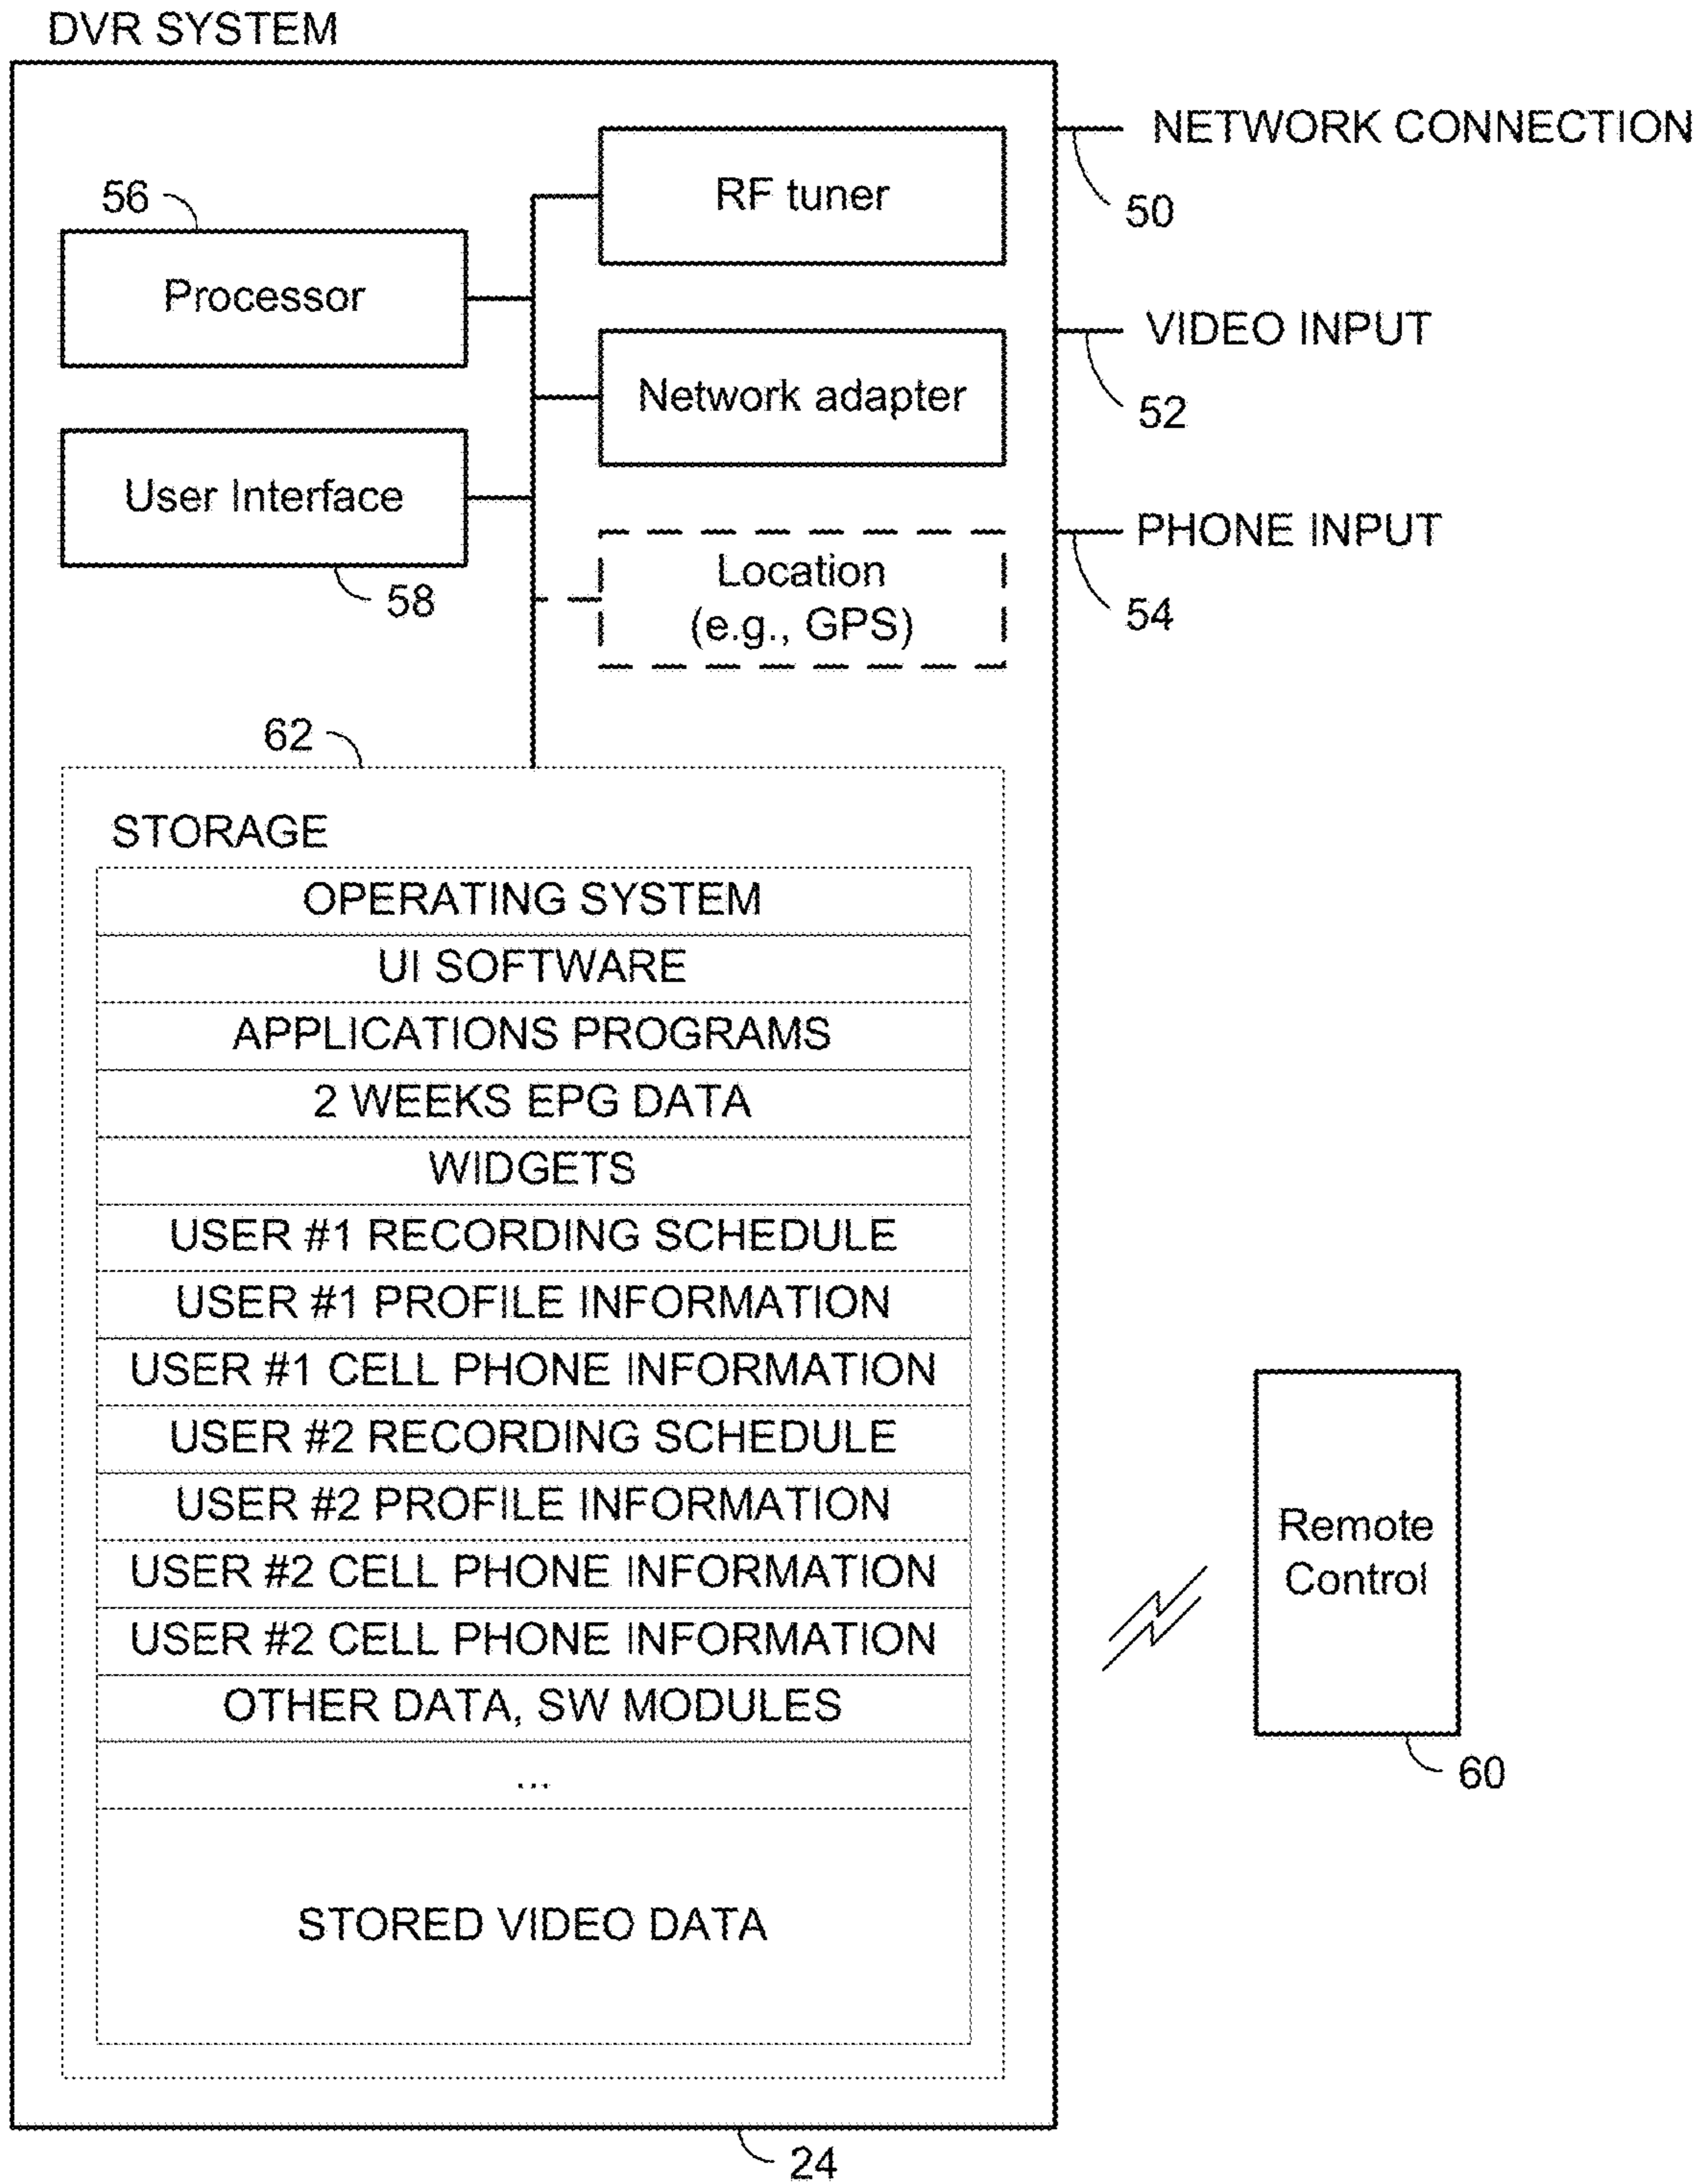 DVR SYSTEM
NETWORK CONNECTION
50
RF tuner
56
Processor
VIDEO INPUT
52
Network adapter
User Interface
58
PHONE INPUT
54
Location
(e.g., GPS)
62
STORAGE
OPERATING SYSTEM
UI SOFTWARE
APPLICATIONS PROGRAMS
2 WEEKS EPG DATA
WIDGETS
USER #1 RECORDING SCHEDULE
USER #1 PROFILE INFORMATION
USER #1 CELL PHONE INFORMATION
USER #2 RECORDING SCHEDULE
USER #2 PROFILE INFORMATION
USER #2 CELL PHONE INFORMATION
USER #2 CELL PHONE INFORMATION
OTHER DATA, SW MODULES
...
STORED VIDEO DATA
Remote
Control
60
24